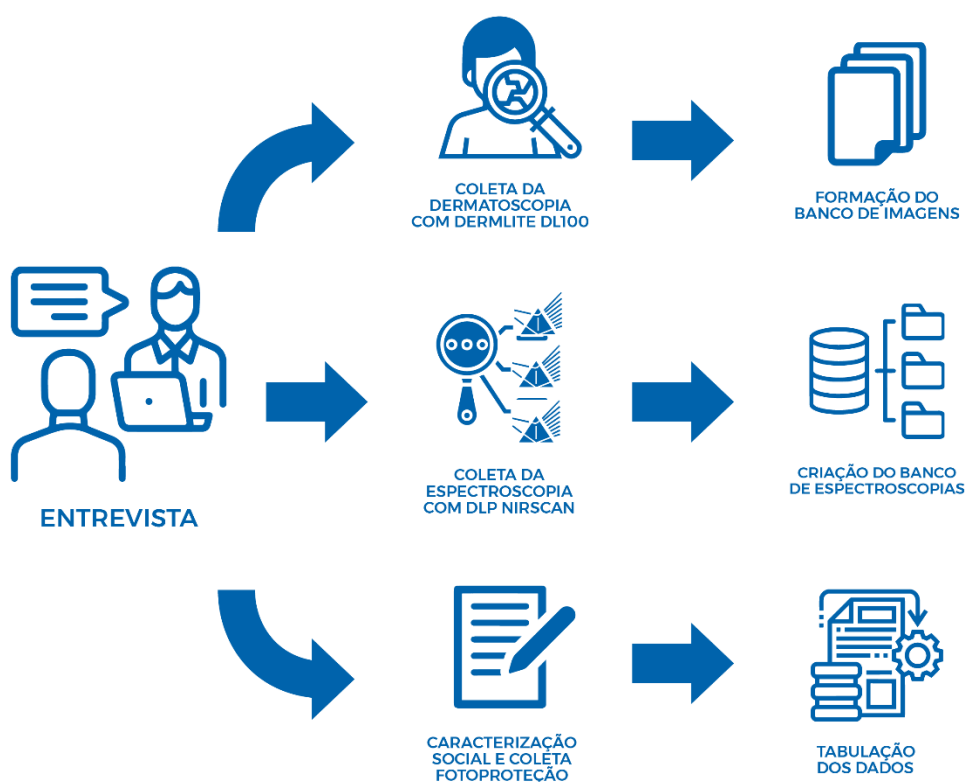 COLETA DA
DERMATOSCOPIA
COM DERMLITE DL100
FORMAÇÃO DO
BANCO DE IMAGENS
ENTREVISTA
COLETA DA
ESPECTROSCOPIA
COM DLP NIRSCAN
CRIAÇÃO DO BANCO
DE ESPECTROSCOPIAS
CARACTERIZAÇÃO
SOCIAL E COLETA
FOTOPROTEÇÃO
TABULAÇÃO
DOS DADOS